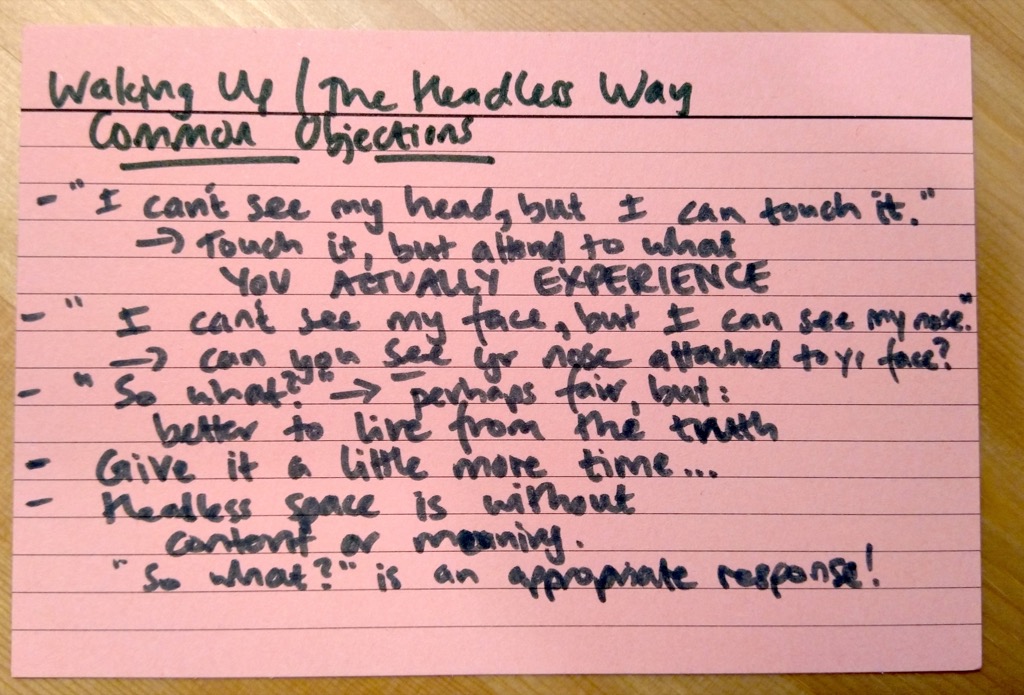 Waking Up / The Headless Way
Common Objections
- "I can't see my head, but I can touch it."
→ Touch it, but attend to what
YOU ACTUALLY EXPERIENCE
- "I can't see my face, but I can see my nose."
→ can you see yr nose attached to yr face?
- "So what??" → perhaps fair, but:
better to live from the truth
- Give it a little more time...
- Headless space is without
content or meaning.
"So what?" is an appropriate response!